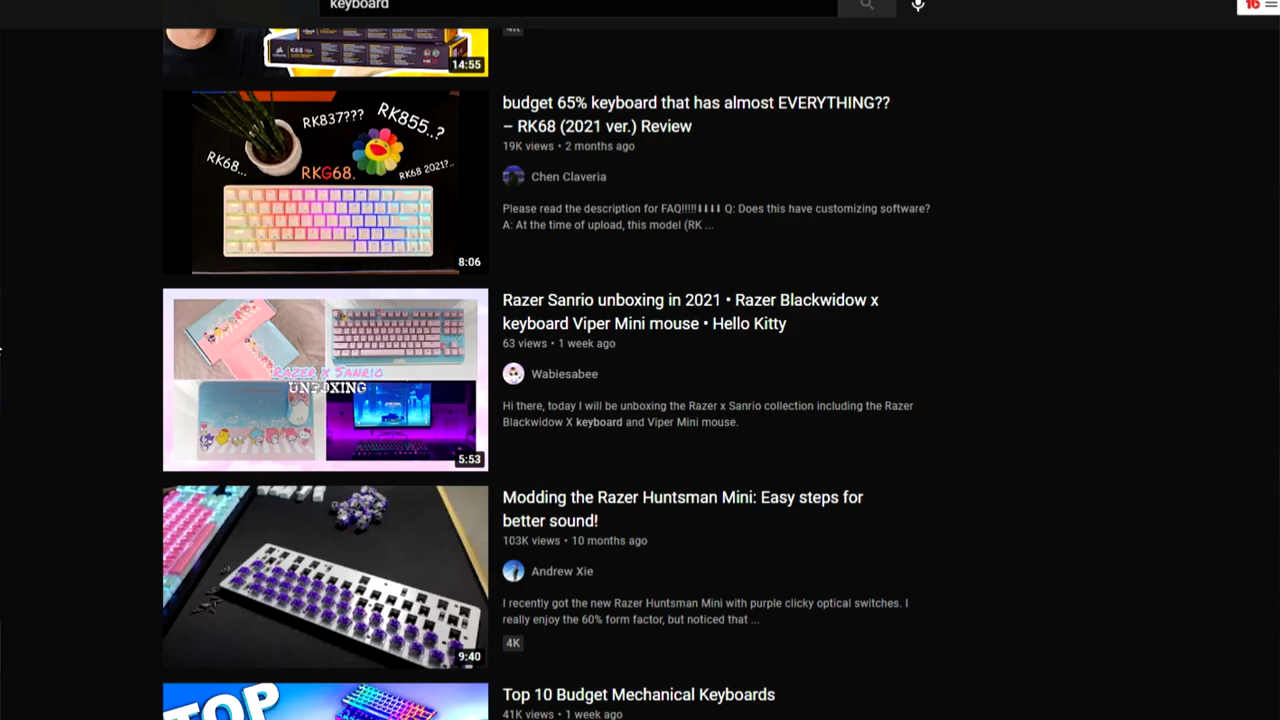 keyboard
16
4K
K68
14:55
budget 65% keyboard that has almost EVERYTHING??
– RK68 (2021 ver.) Review
19K views • 2 months ago
Chen Claveria
Please read the description for FAQ!!!!!⬇⬇⬇⬇ Q: Does this have customizing software?
A: At the time of upload, this model (RK ...
RK837???
RK855..?
RK68...
RKG68.
RK68 2021?..
8:06
Razer Sanrio unboxing in 2021 • Razer Blackwidow x
keyboard Viper Mini mouse • Hello Kitty
63 views • 1 week ago
Wabiesabee
Hi there, today I will be unboxing the Razer x Sanrio collection including the Razer
Blackwidow X keyboard and Viper Mini mouse.
RAZER X SANRIO
UNBOXING
5:53
Modding the Razer Huntsman Mini: Easy steps for
better sound!
103K views • 10 months ago
Andrew Xie
I recently got the new Razer Huntsman Mini with purple clicky optical switches. I
really enjoy the 60% form factor, but noticed that ...
4K
9:40
TOP
Top 10 Budget Mechanical Keyboards
41K views • 1 week ago